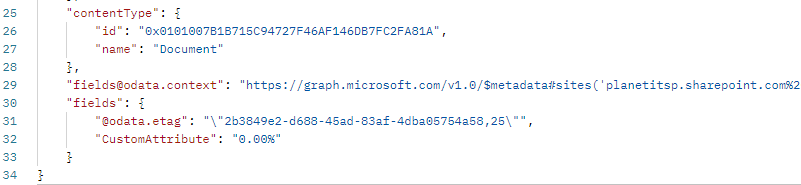 25 "contentType": {
26 "id": "0x0101007B1B715C94727F46AF146DB7FC2FA81A",
27 "name": "Document"
28 },
29 "fields@odata.context": "https://graph.microsoft.com/v1.0/$metadata#sites('planetitsp.sharepoint.com%2
30 "fields": {
31 "@odata.etag": "\"2b3849e2-d688-45ad-83af-4dba05754a58,25\"",
32 "CustomAttribute": "0.00%"
33 }
34 }